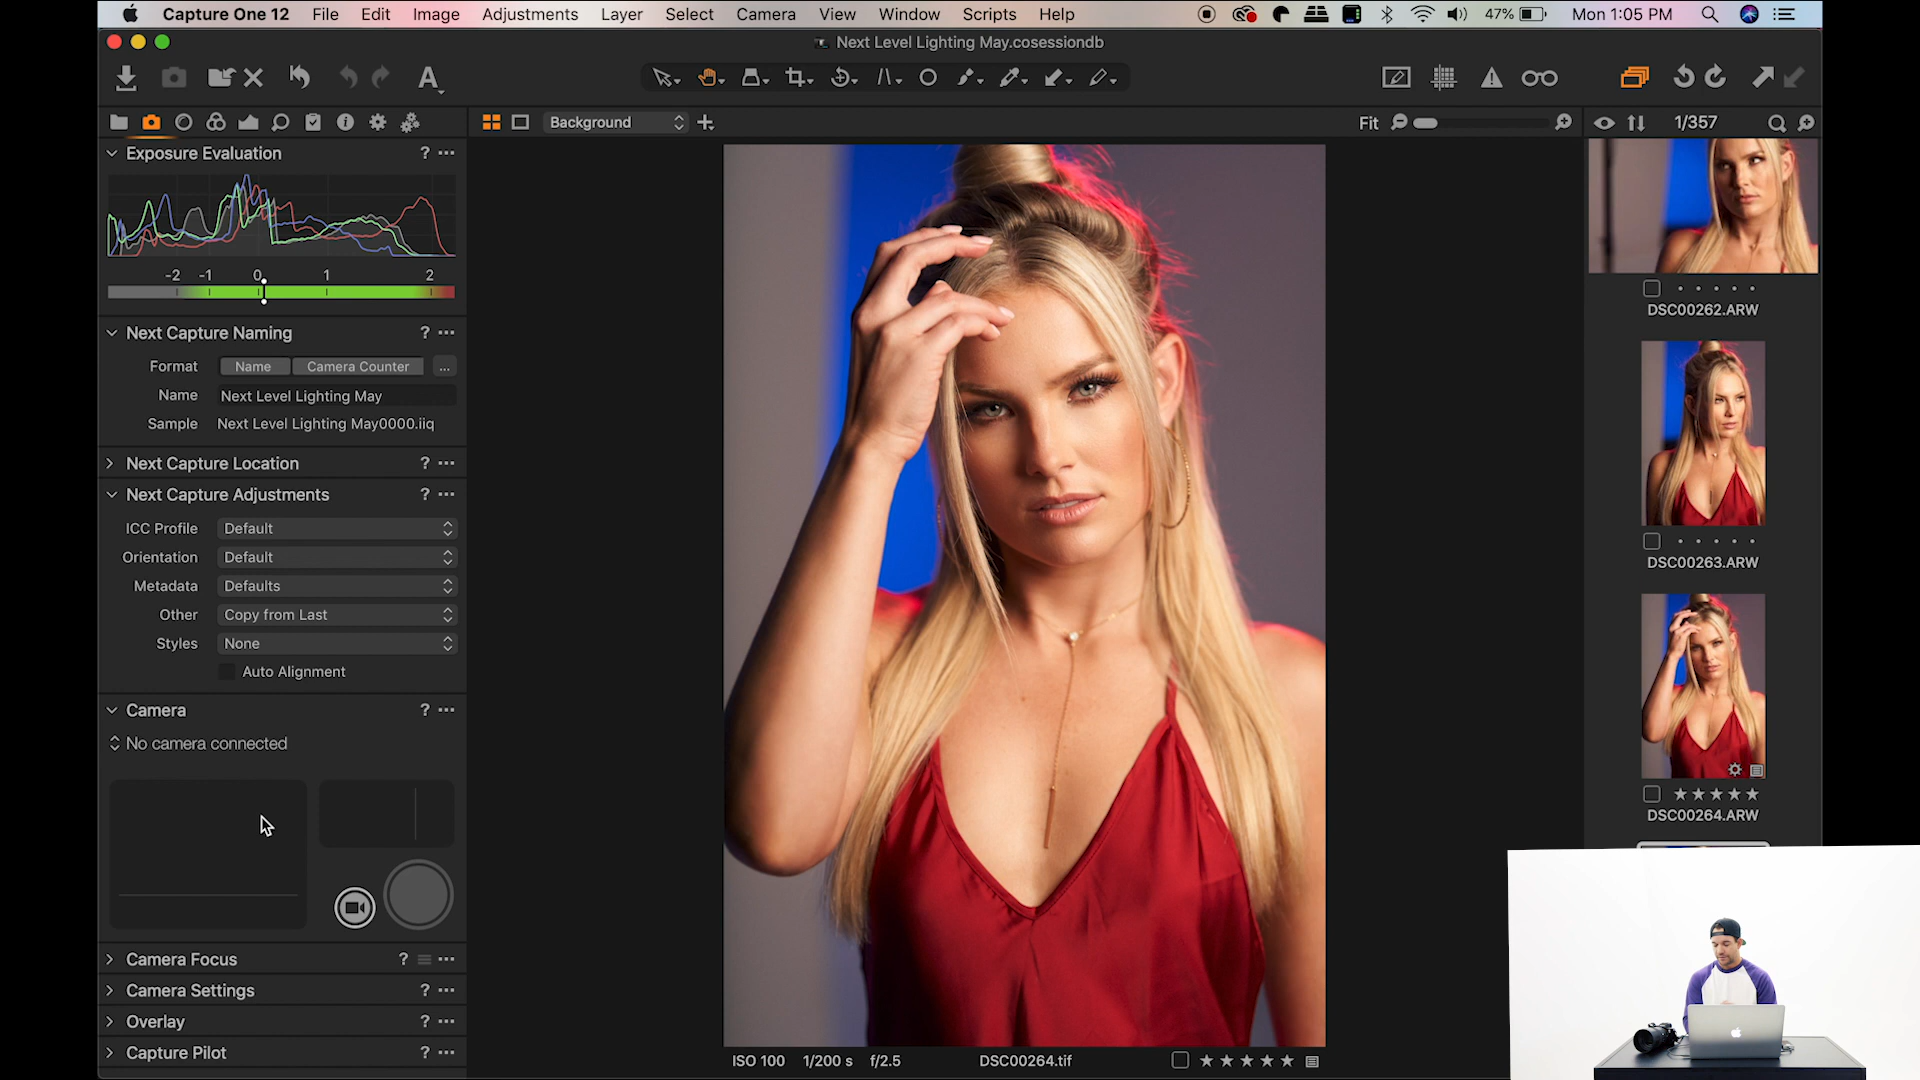 Capture One 12 File Edit Image Adjustments Layer Select Camera View Window Scripts Help 47% Mon 1:05 PM
Next Level Lighting May.cosessiondb
A
Background Fit 1/357
Exposure Evaluation ?
-2 -1 0 1 2
Next Capture Naming ?
Format Name Camera Counter ...
Name Next Level Lighting May
Sample Next Level Lighting May0000.iiq
Next Capture Location ?
Next Capture Adjustments ?
ICC Profile Default
Orientation Default
Metadata Defaults
Other Copy from Last
Styles None
Auto Alignment
Camera ?
No camera connected
Camera Focus ?
Camera Settings ?
Overlay ?
Capture Pilot ?
ISO 100 1/200 s f/2.5 DSC00264.tif
DSC00262.ARW
DSC00263.ARW
DSC00264.ARW